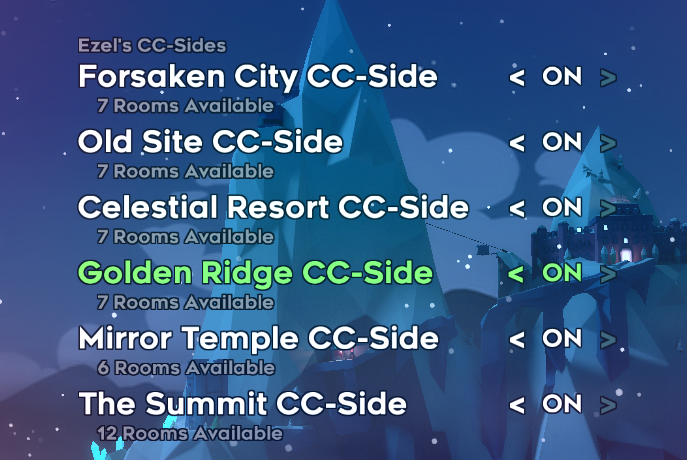 Ezel's CC-Sides
Forsaken City CC-Side < ON >
7 Rooms Available
Old Site CC-Side < ON >
7 Rooms Available
Celestial Resort CC-Side < ON >
7 Rooms Available
Golden Ridge CC-Side < ON >
7 Rooms Available
Mirror Temple CC-Side < ON >
6 Rooms Available
The Summit CC-Side < ON >
12 Rooms Available